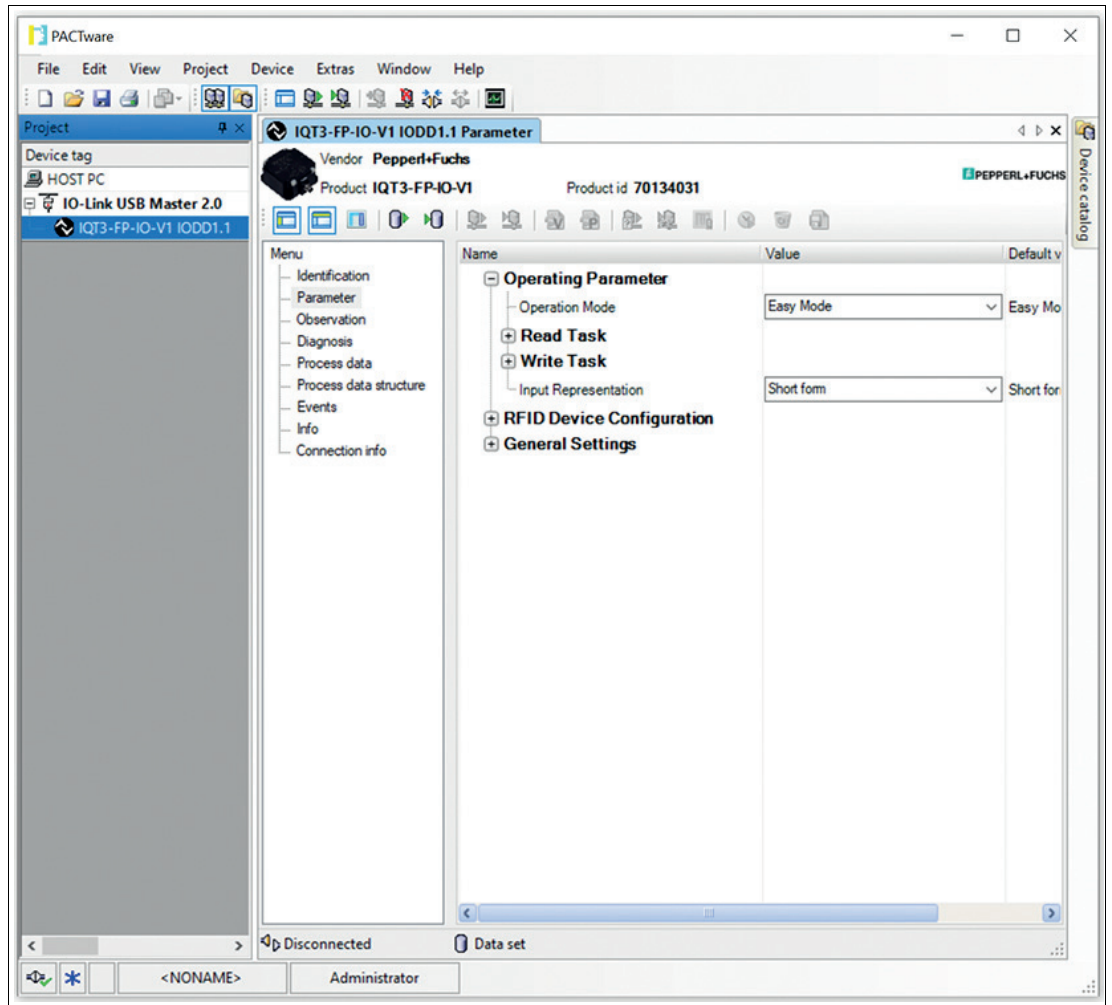 PACTware
File Edit View Project Device Extras Window Help
Project
IQT3-FP-IO-V1 IODD1.1 Parameter
Device tag
HOST PC
IO-Link USB Master 2.0
IQT3-FP-IO-V1 IODD1.1
Vendor Pepperl+Fuchs
Product IQT3-FP-IO-V1 Product id 70134031
PEPPERL+FUCHS
Device catalog
Menu
Identification
Parameter
Observation
Diagnosis
Process data
Process data structure
Events
Info
Connection info
Name Value Default v
Operating Parameter
Operation Mode Easy Mode Easy Mo
Read Task
Write Task
Input Representation Short form Short for
RFID Device Configuration
General Settings
Disconnected Data set
<NONAME> Administrator